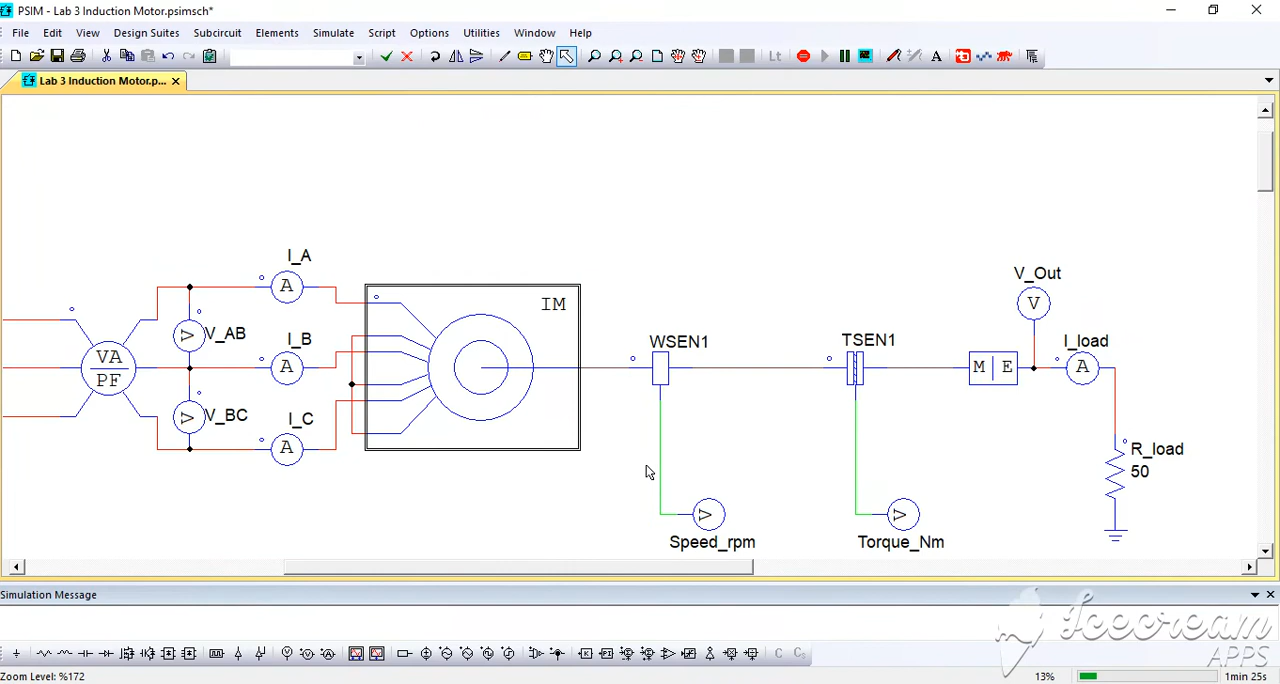 PSIM - Lab 3 Induction Motor.psimsch*
File Edit View Design Suites Subcircuit Elements Simulate Script Options Utilities Window Help
Lt A
Lab 3 Induction Motor.p...
I_A
A
IM
V_Out
V
V_AB
I_B
WSEN1
TSEN1
I_load
VA
PF
V
A
M E
A
V_BC
I_C
V
A
R_load
50
V
V
Speed_rpm
Torque_Nm
Simulation Message
Icecream
APPS
C
Zoom Level: %172
13%
1min 25s